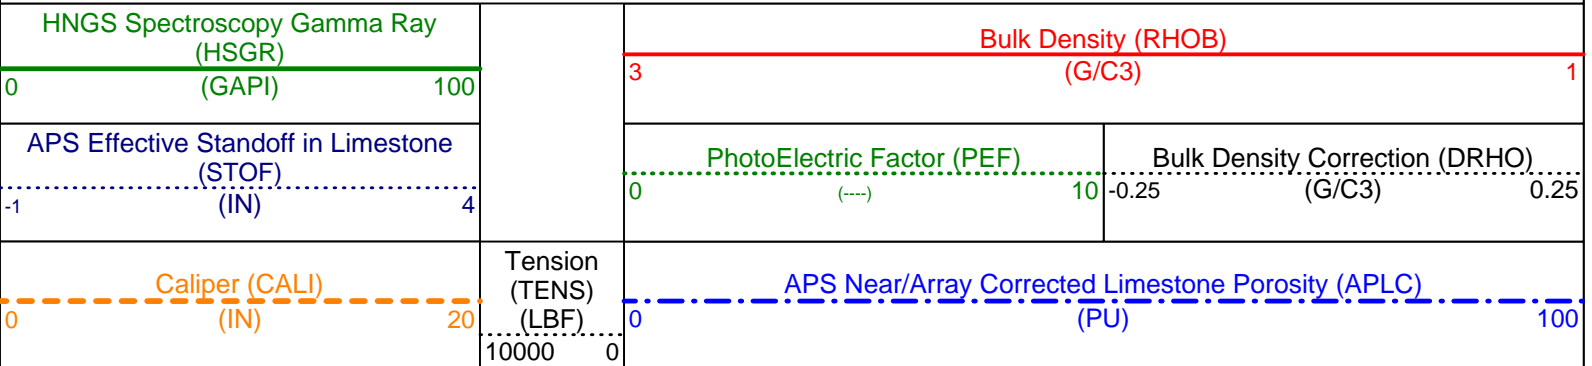 HNGS Spectroscopy Gamma Ray
(HSGR)
0 (GAPI) 100
Bulk Density (RHOB)
3 (G/C3) 1
APS Effective Standoff in Limestone
(STOF)
-1 (IN) 4
PhotoElectric Factor (PEF)
0 (----) 10
Bulk Density Correction (DRHO)
-0.25 (G/C3) 0.25
Caliper (CALI)
0 (IN) 20
Tension
(TENS)
(LBF)
10000 0
APS Near/Array Corrected Limestone Porosity (APLC)
0 (PU) 100